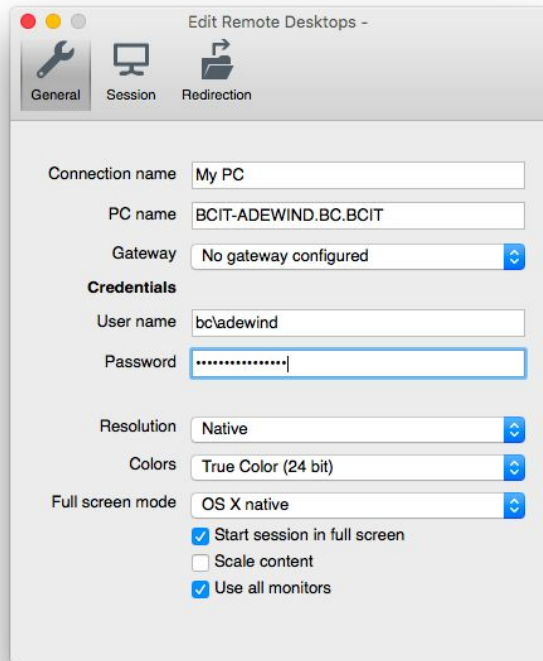 Edit Remote Desktops -
General Session Redirection
Connection name My PC
PC name BCIT-ADEWIND.BC.BCIT
Gateway No gateway configured
Credentials
User name bc\adewind
Password ••••••••••••••••
Resolution Native
Colors True Color (24 bit)
Full screen mode OS X native
Start session in full screen
Scale content
Use all monitors